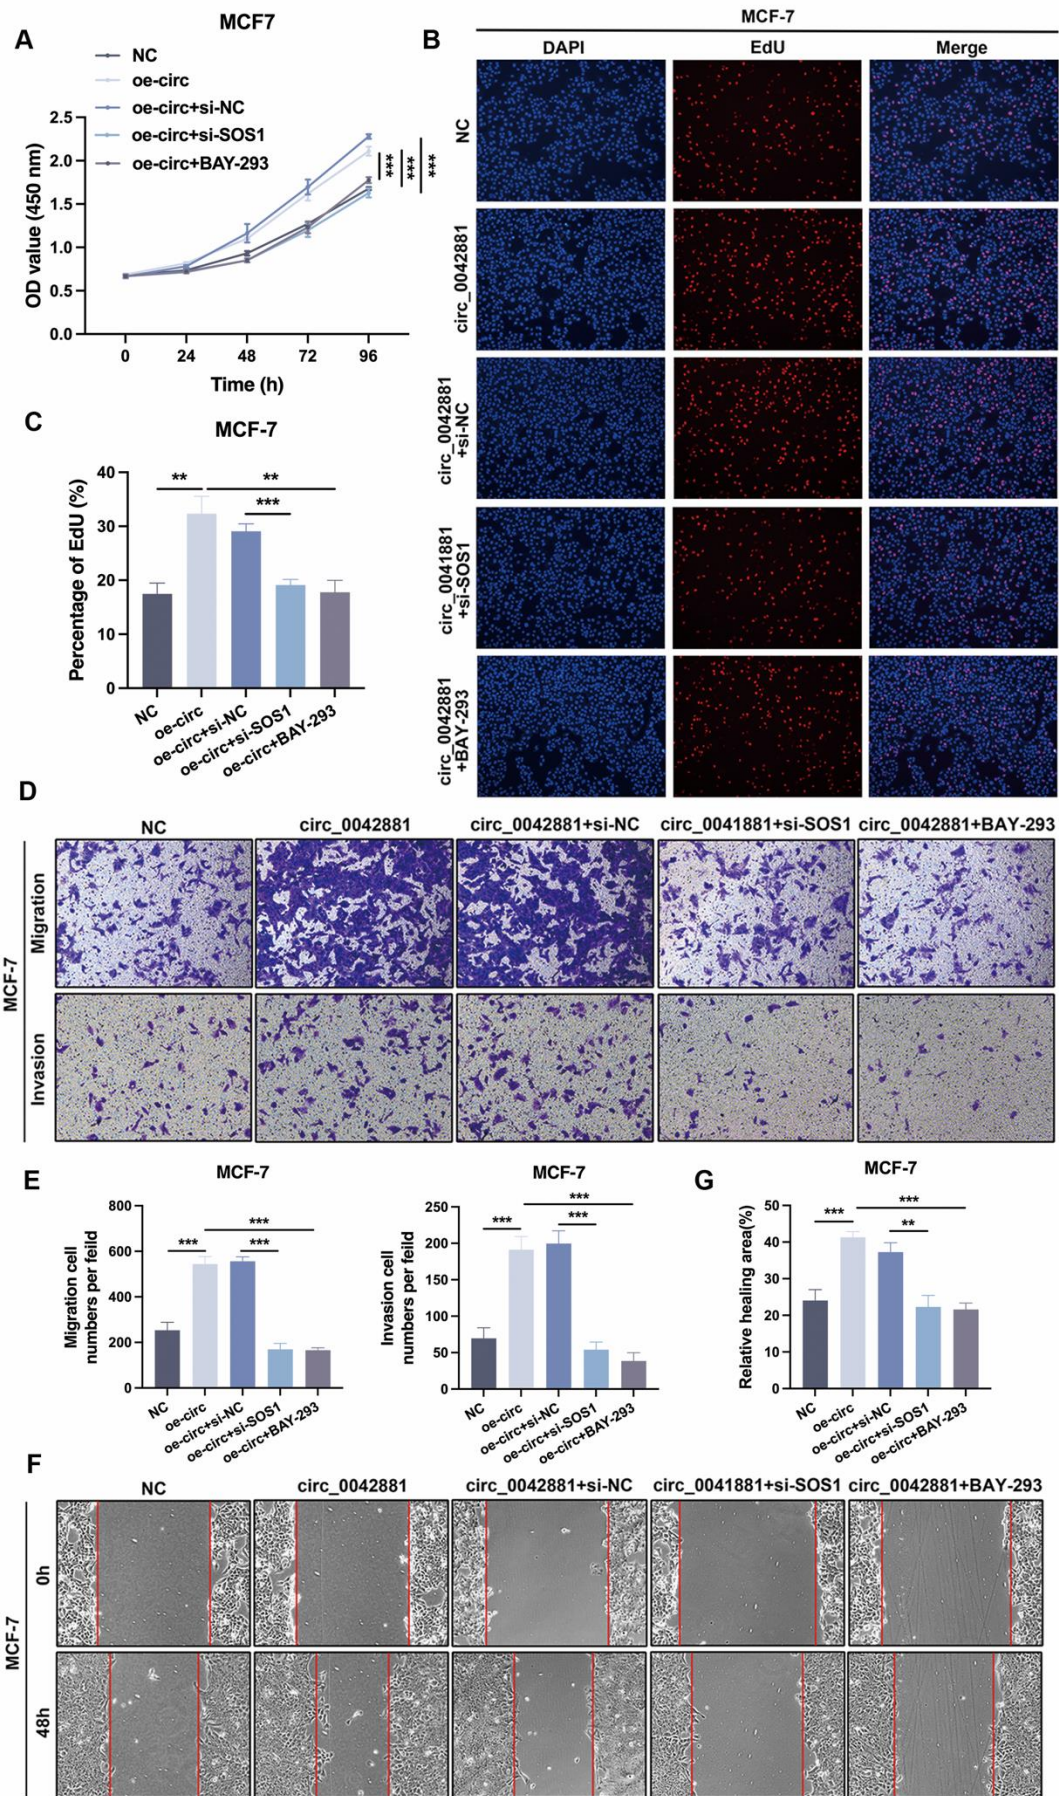 A
MCF7
NC
oe-circ
oe-circ+si-NC
oe-circ+si-SOS1
oe-circ+BAY-293
OD value (450 nm)
2.5
2.0
1.5
1.0
0.5
0.0
***
***
***
0 24 48 72 96
Time (h)
B
MCF-7
DAPI EdU Merge
NC
circ_0042881
circ_0042881
+si-NC
circ_0041881
+si-SOS1
circ_0042881
+BAY-293
C
MCF-7
Percentage of EdU (%)
40
30
20
10
0
** **
***
NC
oe-circ
oe-circ+si-NC
oe-circ+si-SOS1
oe-circ+BAY-293
D
NC circ_0042881 circ_0042881+si-NC circ_0041881+si-SOS1 circ_0042881+BAY-293
MCF-7
Migration
Invasion
E
MCF-7
Migration cell
numbers per feild
800
600
400
200
0
***
*** ***
NC
oe-circ
oe-circ+si-NC
oe-circ+si-SOS1
oe-circ+BAY-293
MCF-7
Invasion cell
numbers per feild
250
200
150
100
50
0
***
*** ***
NC
oe-circ
oe-circ+si-NC
oe-circ+si-SOS1
oe-circ+BAY-293
G
MCF-7
Relative healing area(%)
50
40
30
20
10
0
***
*** **
NC
oe-circ
oe-circ+si-NC
oe-circ+si-SOS1
oe-circ+BAY-293
F
NC circ_0042881 circ_0042881+si-NC circ_0041881+si-SOS1 circ_0042881+BAY-293
MCF-7
0h
48h